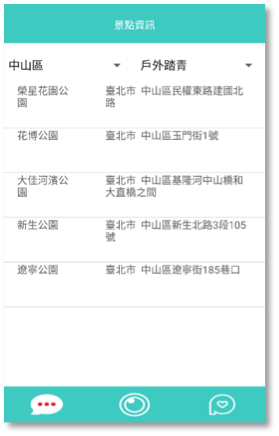 景點資訊
中山區 戶外踏青
榮星花園公 臺北市 中山區民權東路建國北
園 路
花博公園 臺北市 中山區玉門街1號
大佳河濱公 臺北市 中山區基隆河中山橋和
園 大直橋之間
新生公園 臺北市 中山區新生北路3段105
號
遼寧公園 臺北市 中山區遼寧街185巷口